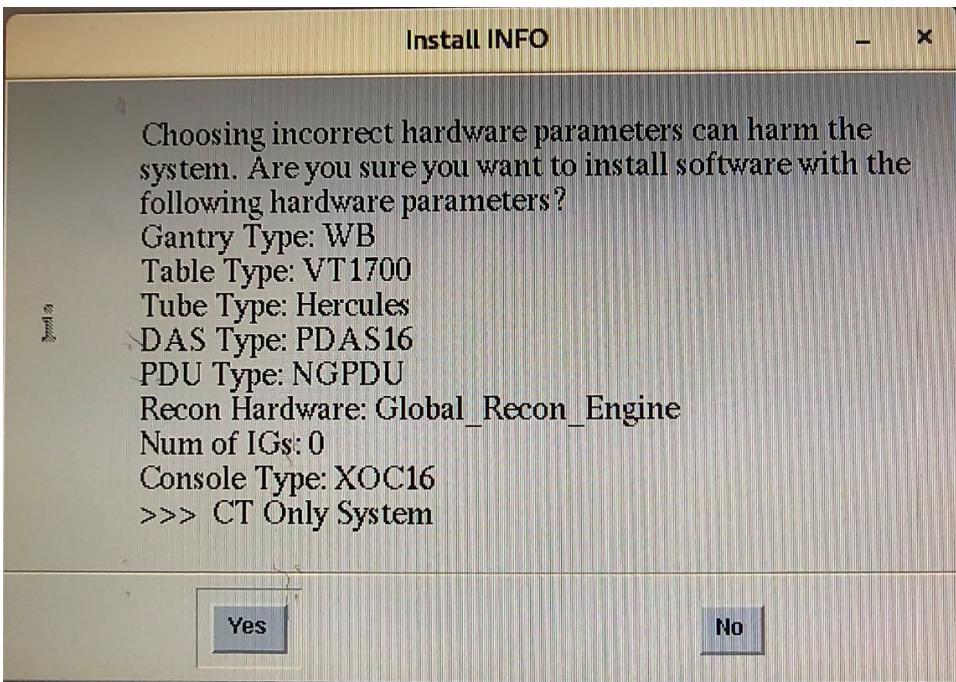 Install INFO
Choosing incorrect hardware parameters can harm the
system. Are you sure you want to install software with the
following hardware parameters?
Gantry Type: WB
Table Type: VT1700
Tube Type: Hercules
DAS Type: PDAS16
PDU Type: NGPDU
Recon Hardware: Global_Recon_Engine
Num of IGs: 0
Console Type: XOC16
>>> CT Only System
Yes
No